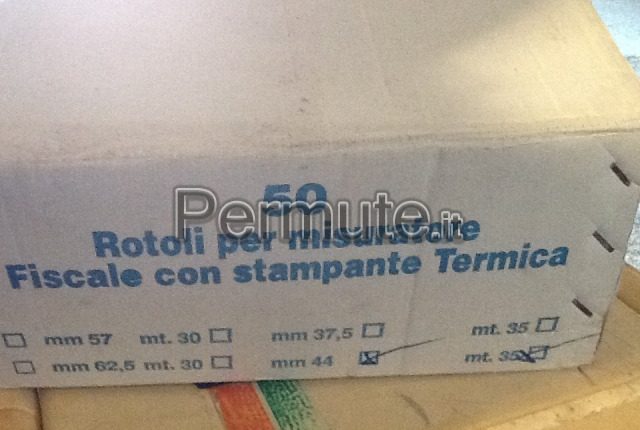 50
Permute.it
Rotoli per misuratore
Fiscale con stampante Termica
mm 57 mt. 30 mm 37,5 mt. 35
mm 62,5 mt. 30 mm 44 mt. 35